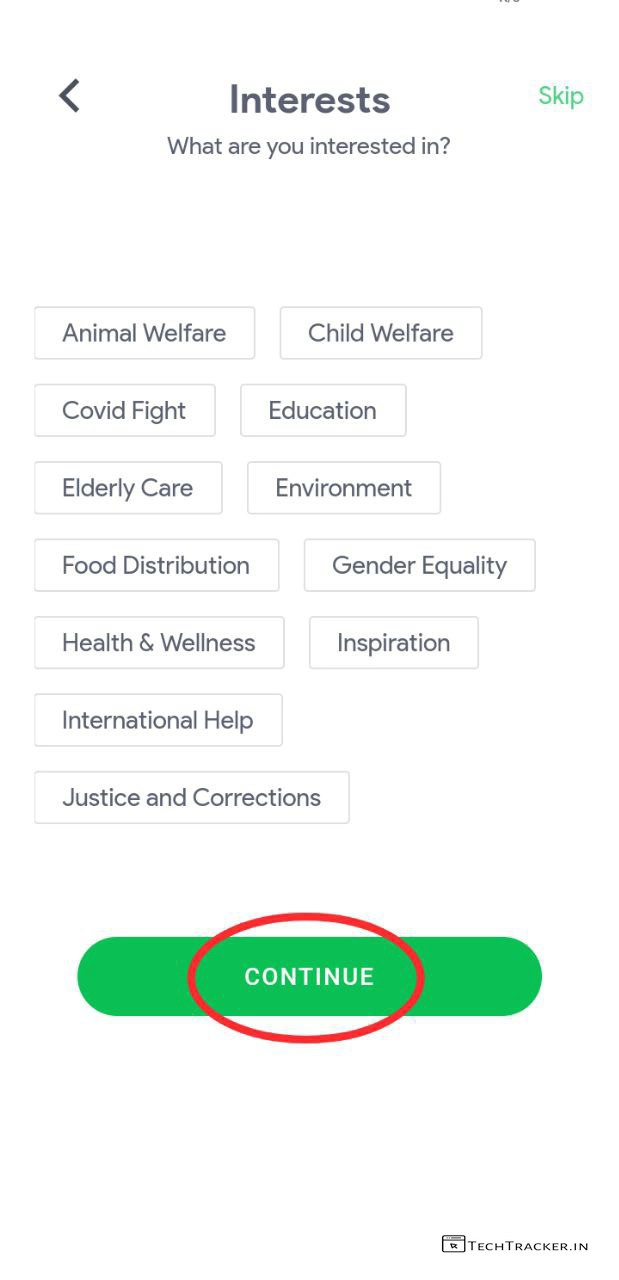 Interests
Skip
What are you interested in?
Animal Welfare
Child Welfare
Covid Fight
Education
Elderly Care
Environment
Food Distribution
Gender Equality
Health & Wellness
Inspiration
International Help
Justice and Corrections
CONTINUE
TECHTRACKER.IN